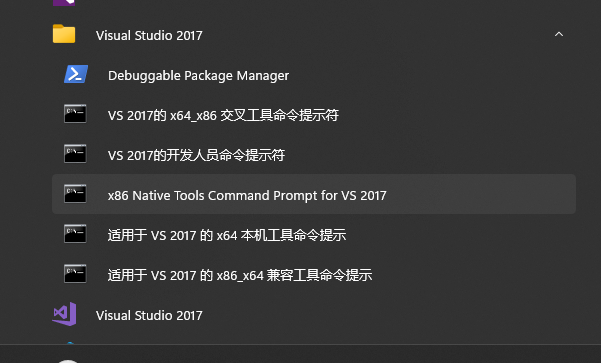 Visual Studio 2017
Debuggable Package Manager
VS 2017的 x64_x86 交叉工具命令提示符
VS 2017的开发人员命令提示符
x86 Native Tools Command Prompt for VS 2017
适用于 VS 2017 的 x64 本机工具命令提示
适用于 VS 2017 的 x86_x64 兼容工具命令提示
Visual Studio 2017